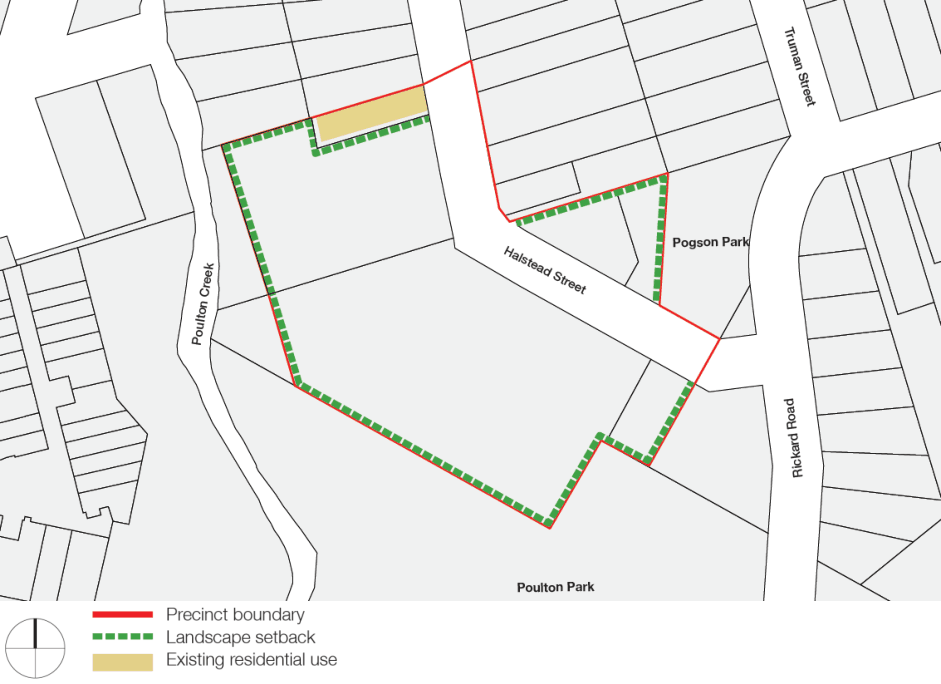 Truman Street
Pogson Park
Halstead Street
Poulton Creek
Rickard Road
Poulton Park
Precinct boundary
Landscape setback
Existing residential use